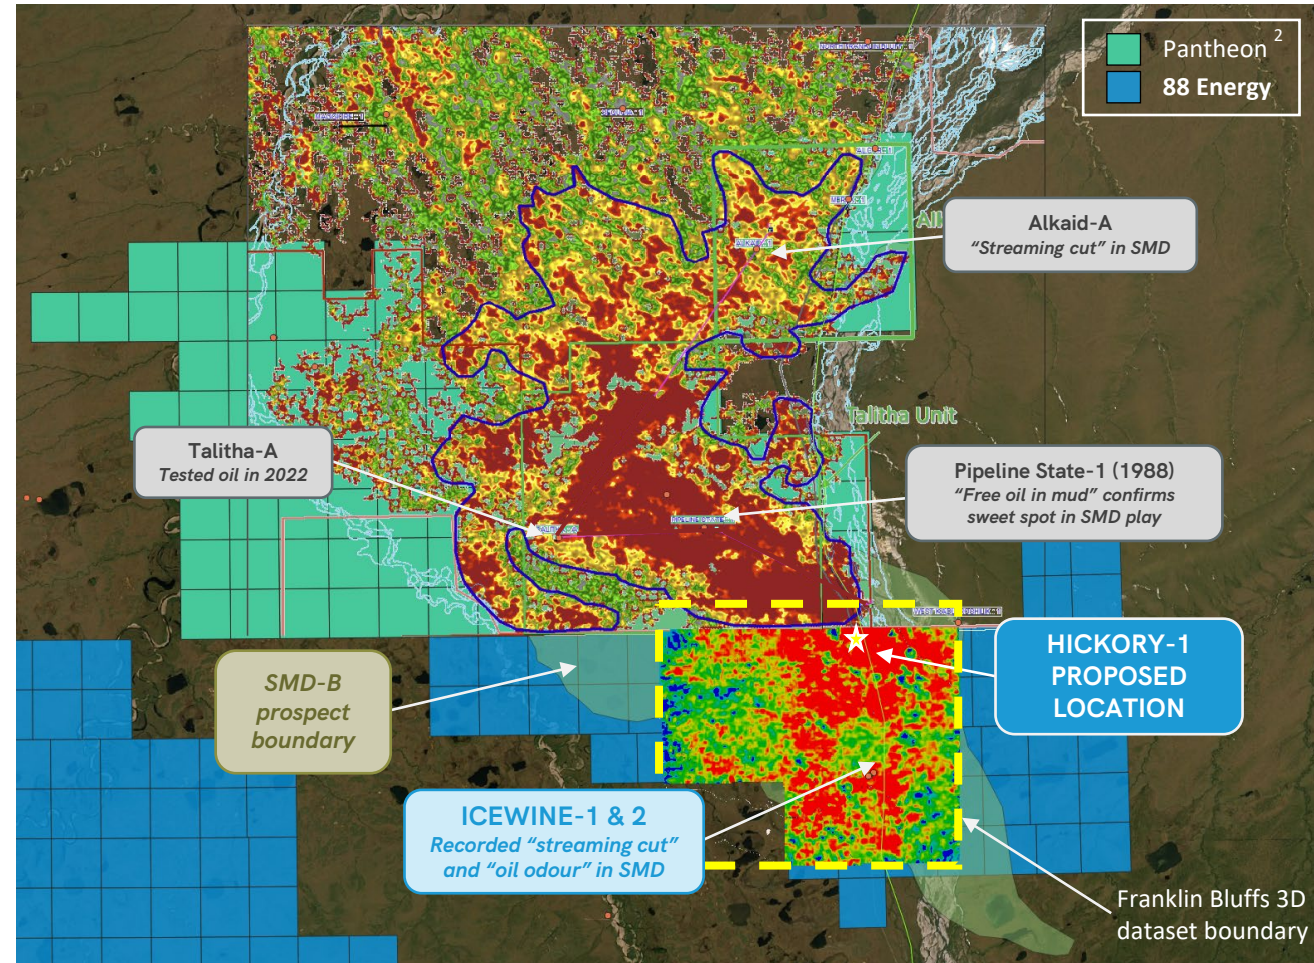 Pantheon 2
88 Energy
Alkaid-A
"Streaming cut" in SMD
ALKAID-1
Talitha Unit
Talitha-A
Tested oil in 2022
Pipeline State-1 (1988)
"Free oil in mud" confirms
sweet spot in SMD play
HICKORY-1
PROPOSED
LOCATION
SMD-B
prospect
boundary
ICEWINE-1 & 2
Recorded "streaming cut"
and "oil odour" in SMD
Franklin Bluffs 3D
dataset boundary